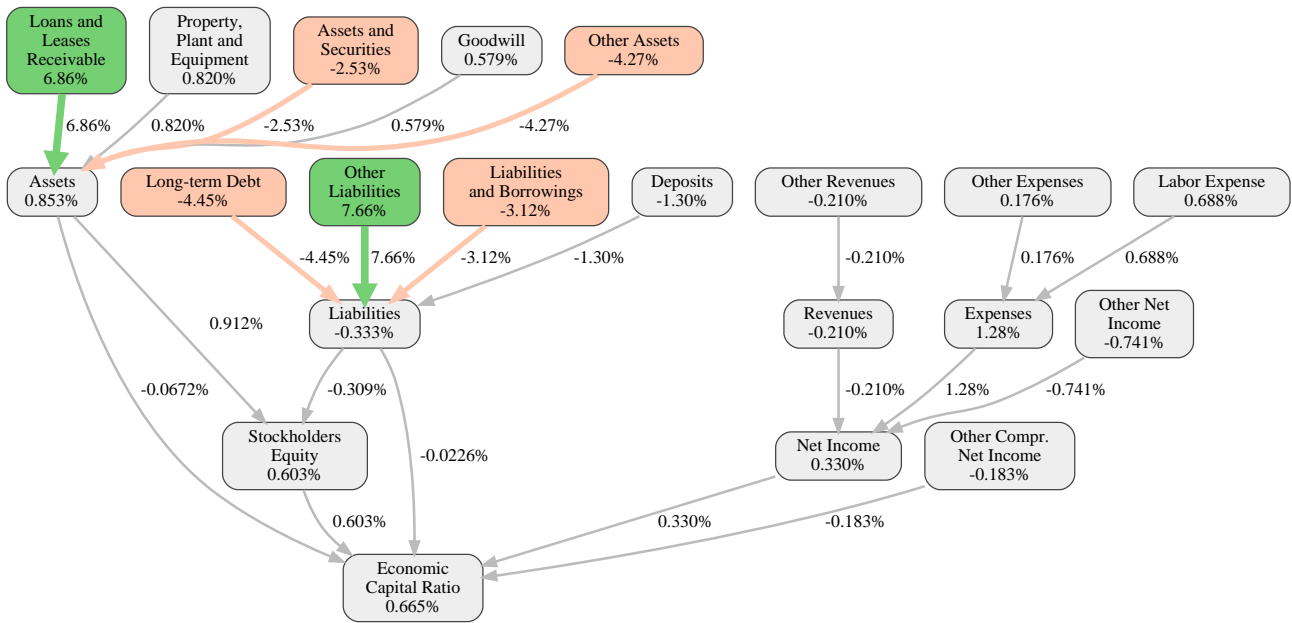 Loans and
Leases
Receivable
6.86%
Property,
Plant and
Equipment
0.820%
Assets and
Securities
-2.53%
Goodwill
0.579%
Other Assets
-4.27%
6.86%
0.820%
-2.53%
0.579%
-4.27%
Assets
0.853%
Long-term Debt
-4.45%
Other
Liabilities
7.66%
Liabilities
and Borrowings
-3.12%
Deposits
-1.30%
Other Revenues
-0.210%
Other Expenses
0.176%
Labor Expense
0.688%
-4.45%
7.66%
-3.12%
-1.30%
-0.210%
0.176%
0.688%
0.912%
Liabilities
-0.333%
Revenues
-0.210%
Expenses
1.28%
Other Net
Income
-0.741%
-0.0672%
-0.309%
-0.210%
1.28%
-0.741%
Stockholders
Equity
0.603%
-0.0226%
Net Income
0.330%
Other Compr.
Net Income
-0.183%
0.603%
0.330%
-0.183%
Economic
Capital Ratio
0.665%